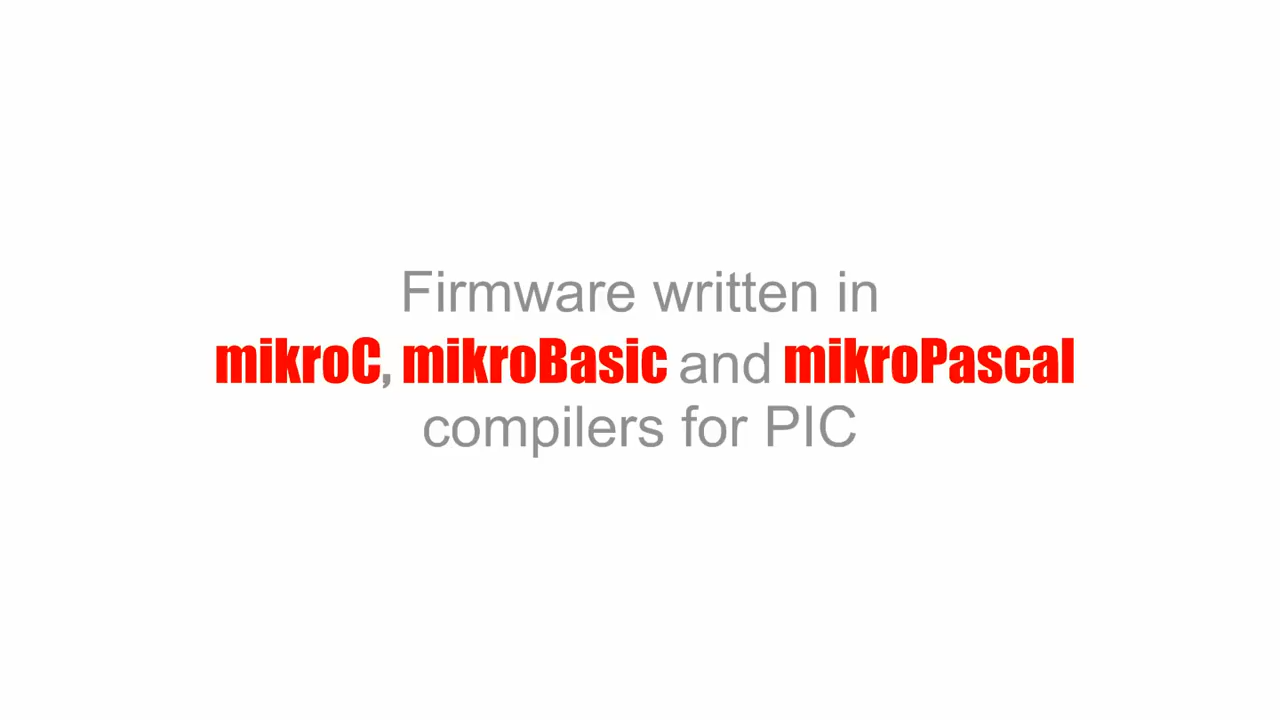 Firmware written in
mikroC, mikroBasic and mikroPascal
compilers for PIC